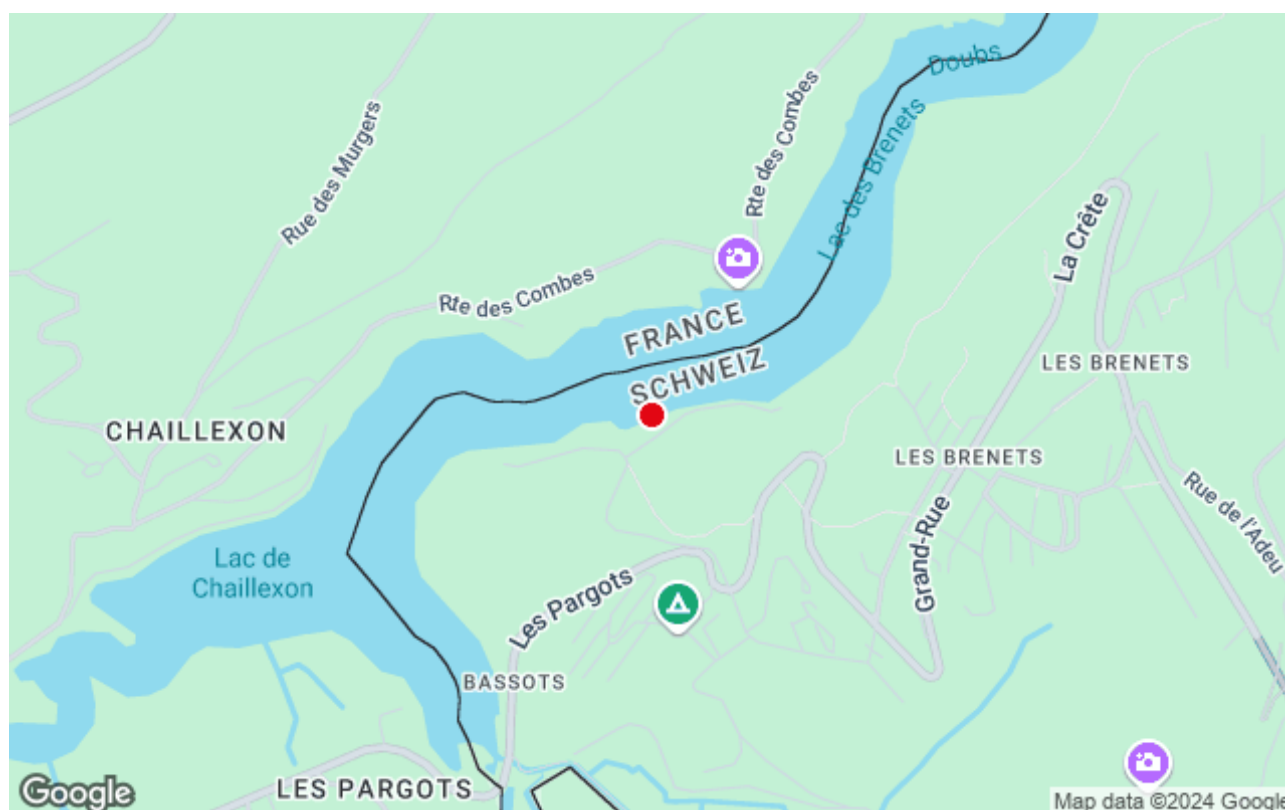 Doubs
Rte des Combes
Rue des Murgers
Lac des Brenets
La Crête
Rte des Combes
FRANCE
SCHWEIZ
LES BRENETS
CHAILLEXON
LES BRENETS
Rue de l'Adeu
Grand-Rue
Lac de
Chaillexon
Les Pargots
BASSOTS
LES PARGOTS
Google
Map data ©2024 Google